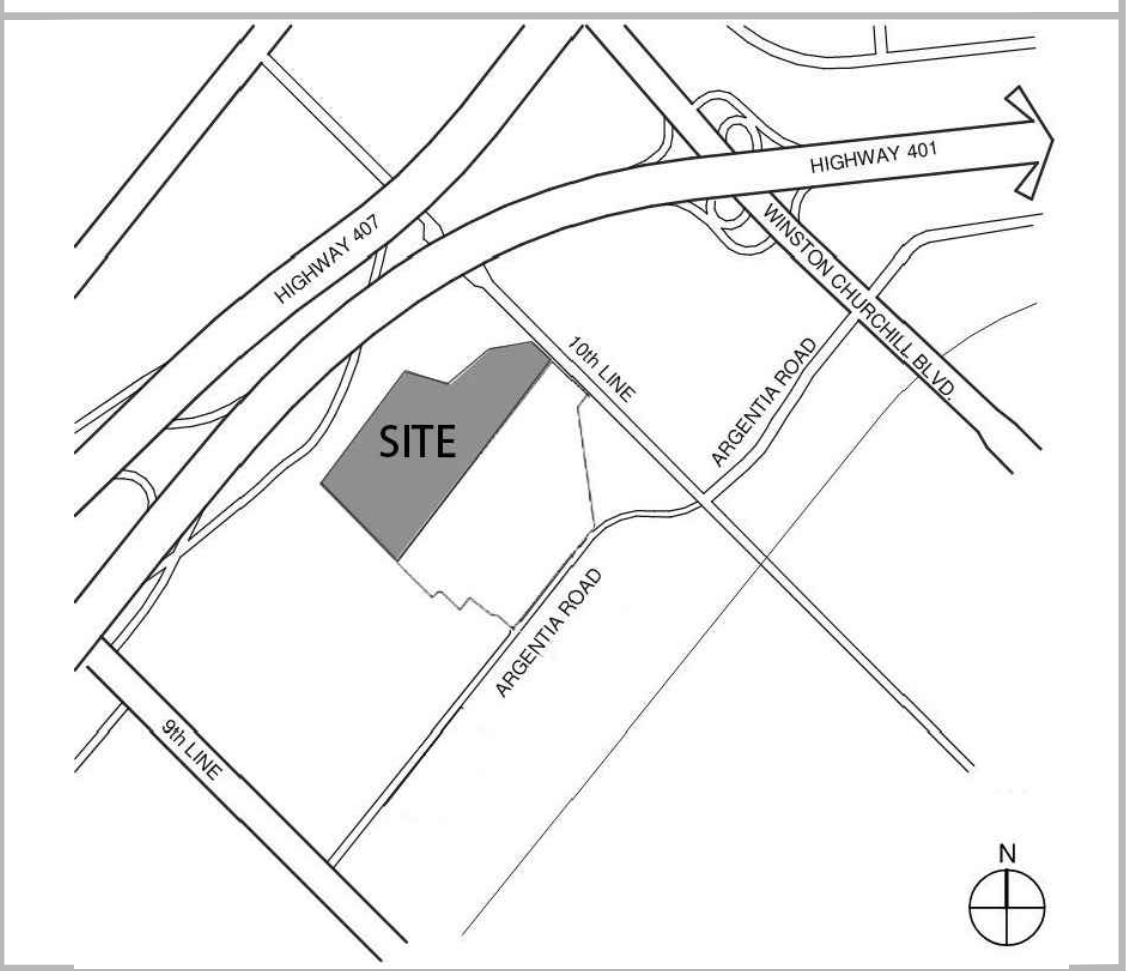 HIGHWAY 401
HIGHWAY 407
WINSTON CHURCHILL BLVD.
10th LINE
ARGENTIA ROAD
SITE
ARGENTIA ROAD
9th LINE
N